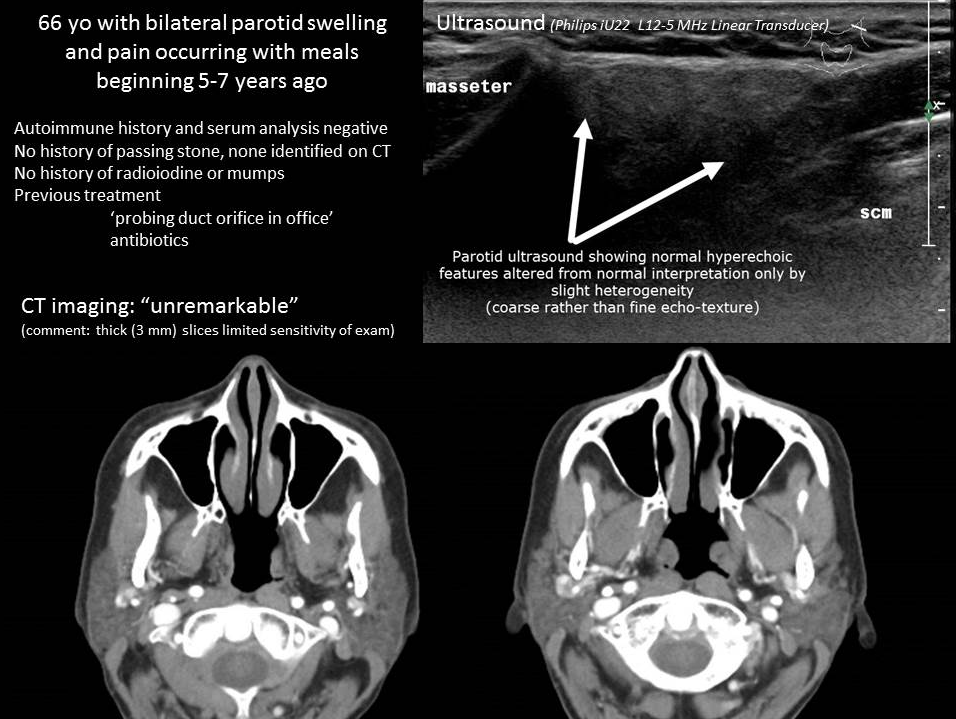 66 yo with bilateral parotid swelling
and pain occurring with meals
beginning 5-7 years ago
Autoimmune history and serum analysis negative
No history of passing stone, none identified on CT
No history of radioiodine or mumps
Previous treatment
‘probing duct orifice in office’
antibiotics
CT imaging: “unremarkable”
(comment: thick (3 mm) slices limited sensitivity of exam)
Ultrasound (Philips iU22 L12-5 MHz Linear Transducer)
masseter
x
scm
Parotid ultrasound showing normal hyperechoic
features altered from normal interpretation only by
slight heterogeneity
(coarse rather than fine echo-texture)